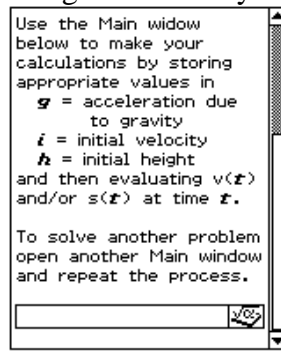 Use the Main widow
below to make your
calculations by storing
appropriate values in
g = acceleration due
to gravity
i = initial velocity
h = initial height
and then evaluating v(t)
and/or s(t) at time t.
To solve another problem
open another Main window
and repeat the process.